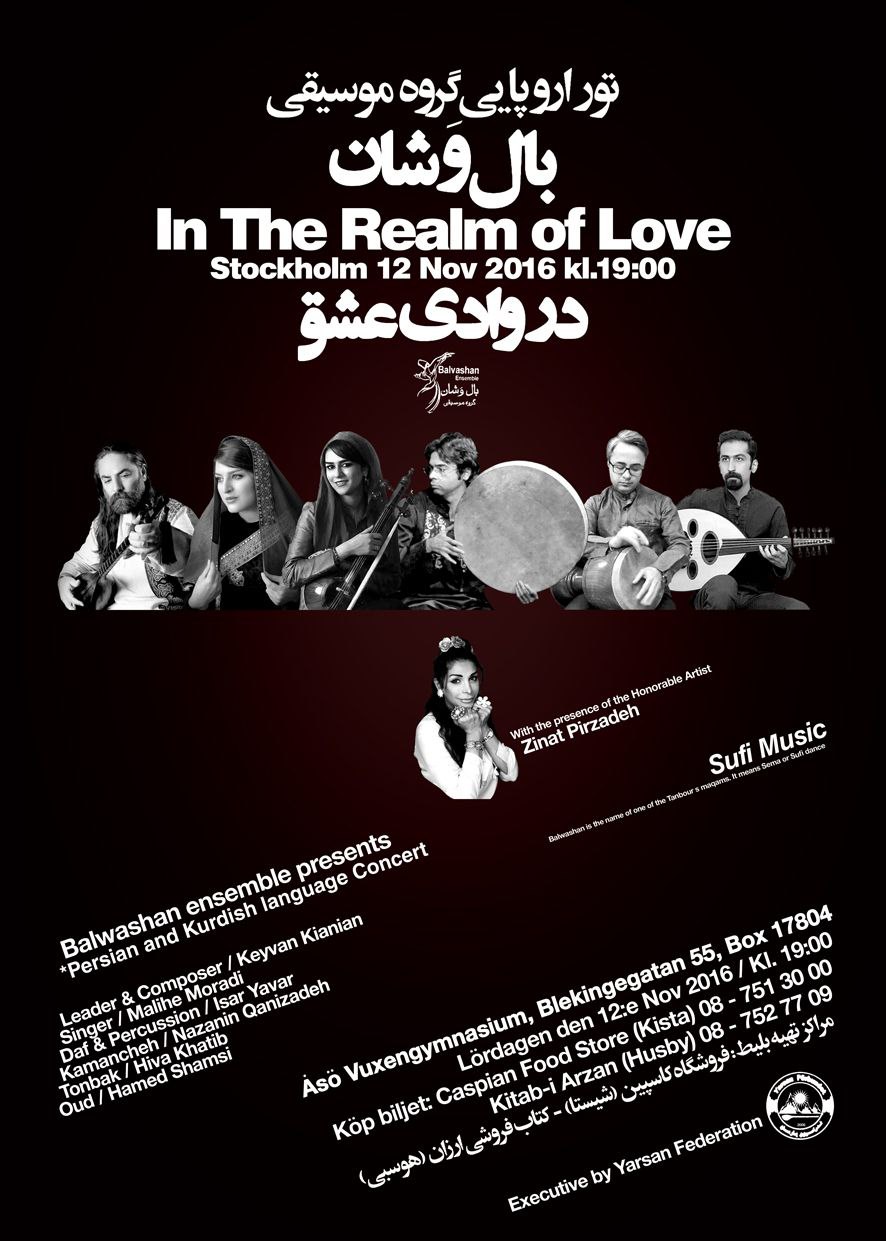 تور اروپایی گروه موسیقی
بال وَشان
In The Realm of Love
Stockholm 12 Nov 2016 kl.19:00
در وادی عشق
Balvashan
Ensemble
بال وَشان
گروه موسیقی
With the presence of the Honorable Artist
Zinat Pirzadeh
Sufi Music
Balwashan is the name of one of the Tanbour s maqams. It means Sema or Sufi dance
Balwashan ensemble presents
*Persian and Kurdish language Concert
Leader & Composer / Keyvan Kianian
Singer / Malihe Moradi
Daf & Percussion / Isar Yavar
Kamancheh / Nazanin Qanizadeh
Tonbak / Hiva Khatib
Oud / Hamed Shamsi
Åsö Vuxengymnasium, Blekingegatan 55, Box 17804
Lördagen den 12:e Nov 2016 / Kl. 19:00
Köp biljet: Caspian Food Store (Kista) 08 - 751 30 00
Kitab-i Arzan (Husby) 08 - 752 77 09
مراکز تهیه بلیط: فروشگاه کاسپین (شیستا) - کتاب فروشی ارزان (هوسبی)
Executive by Yarsan Federation
Yarsan Federation